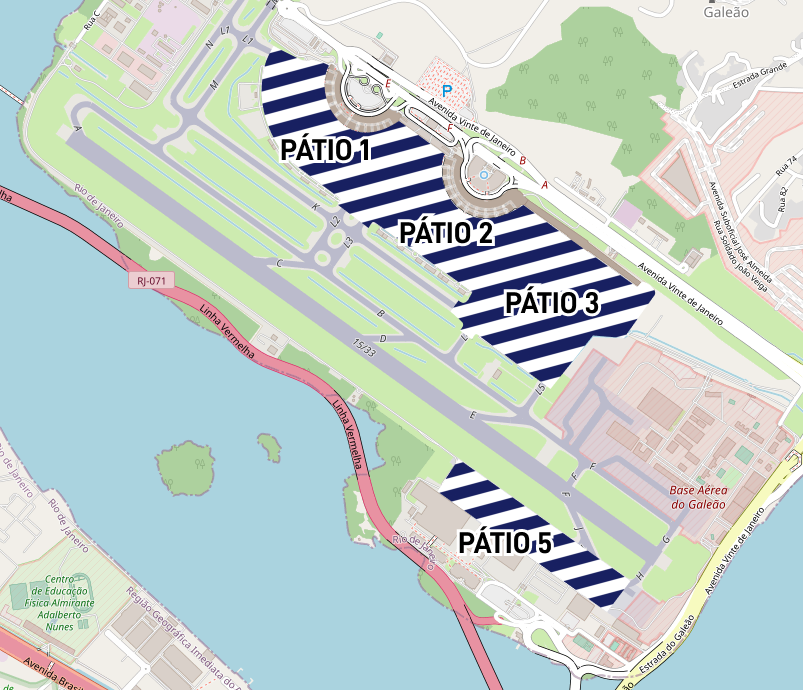 Galeão
Rua C
L1
L1
N
M
E
P
Estrada Grande
Avenida Vinte de Janeiro
F
B
A
E
Rua 74
Rua 82
A
PÁTIO 1
Rio de Janeiro
K
L2
L3
PÁTIO 2
Avenida Suboficial José Almeida
Rua Soldado João Veiga
C
RJ-071
Avenida Vinte de Janeiro
PÁTIO 3
Linha Vermelha
B
D
15/33
L5
E
Linha Vermelha
F
F
F
Base Aérea
do Galeão
J
G
H
PÁTIO 5
Rio de Janeiro
Rio de Janeiro
Avenida Vinte de Janeiro
Estrada do Galeão
Centro
de Educação
Física Almirante
Adalberto
Nunes
Região Geográfica Imediata do
Avenida Brasil